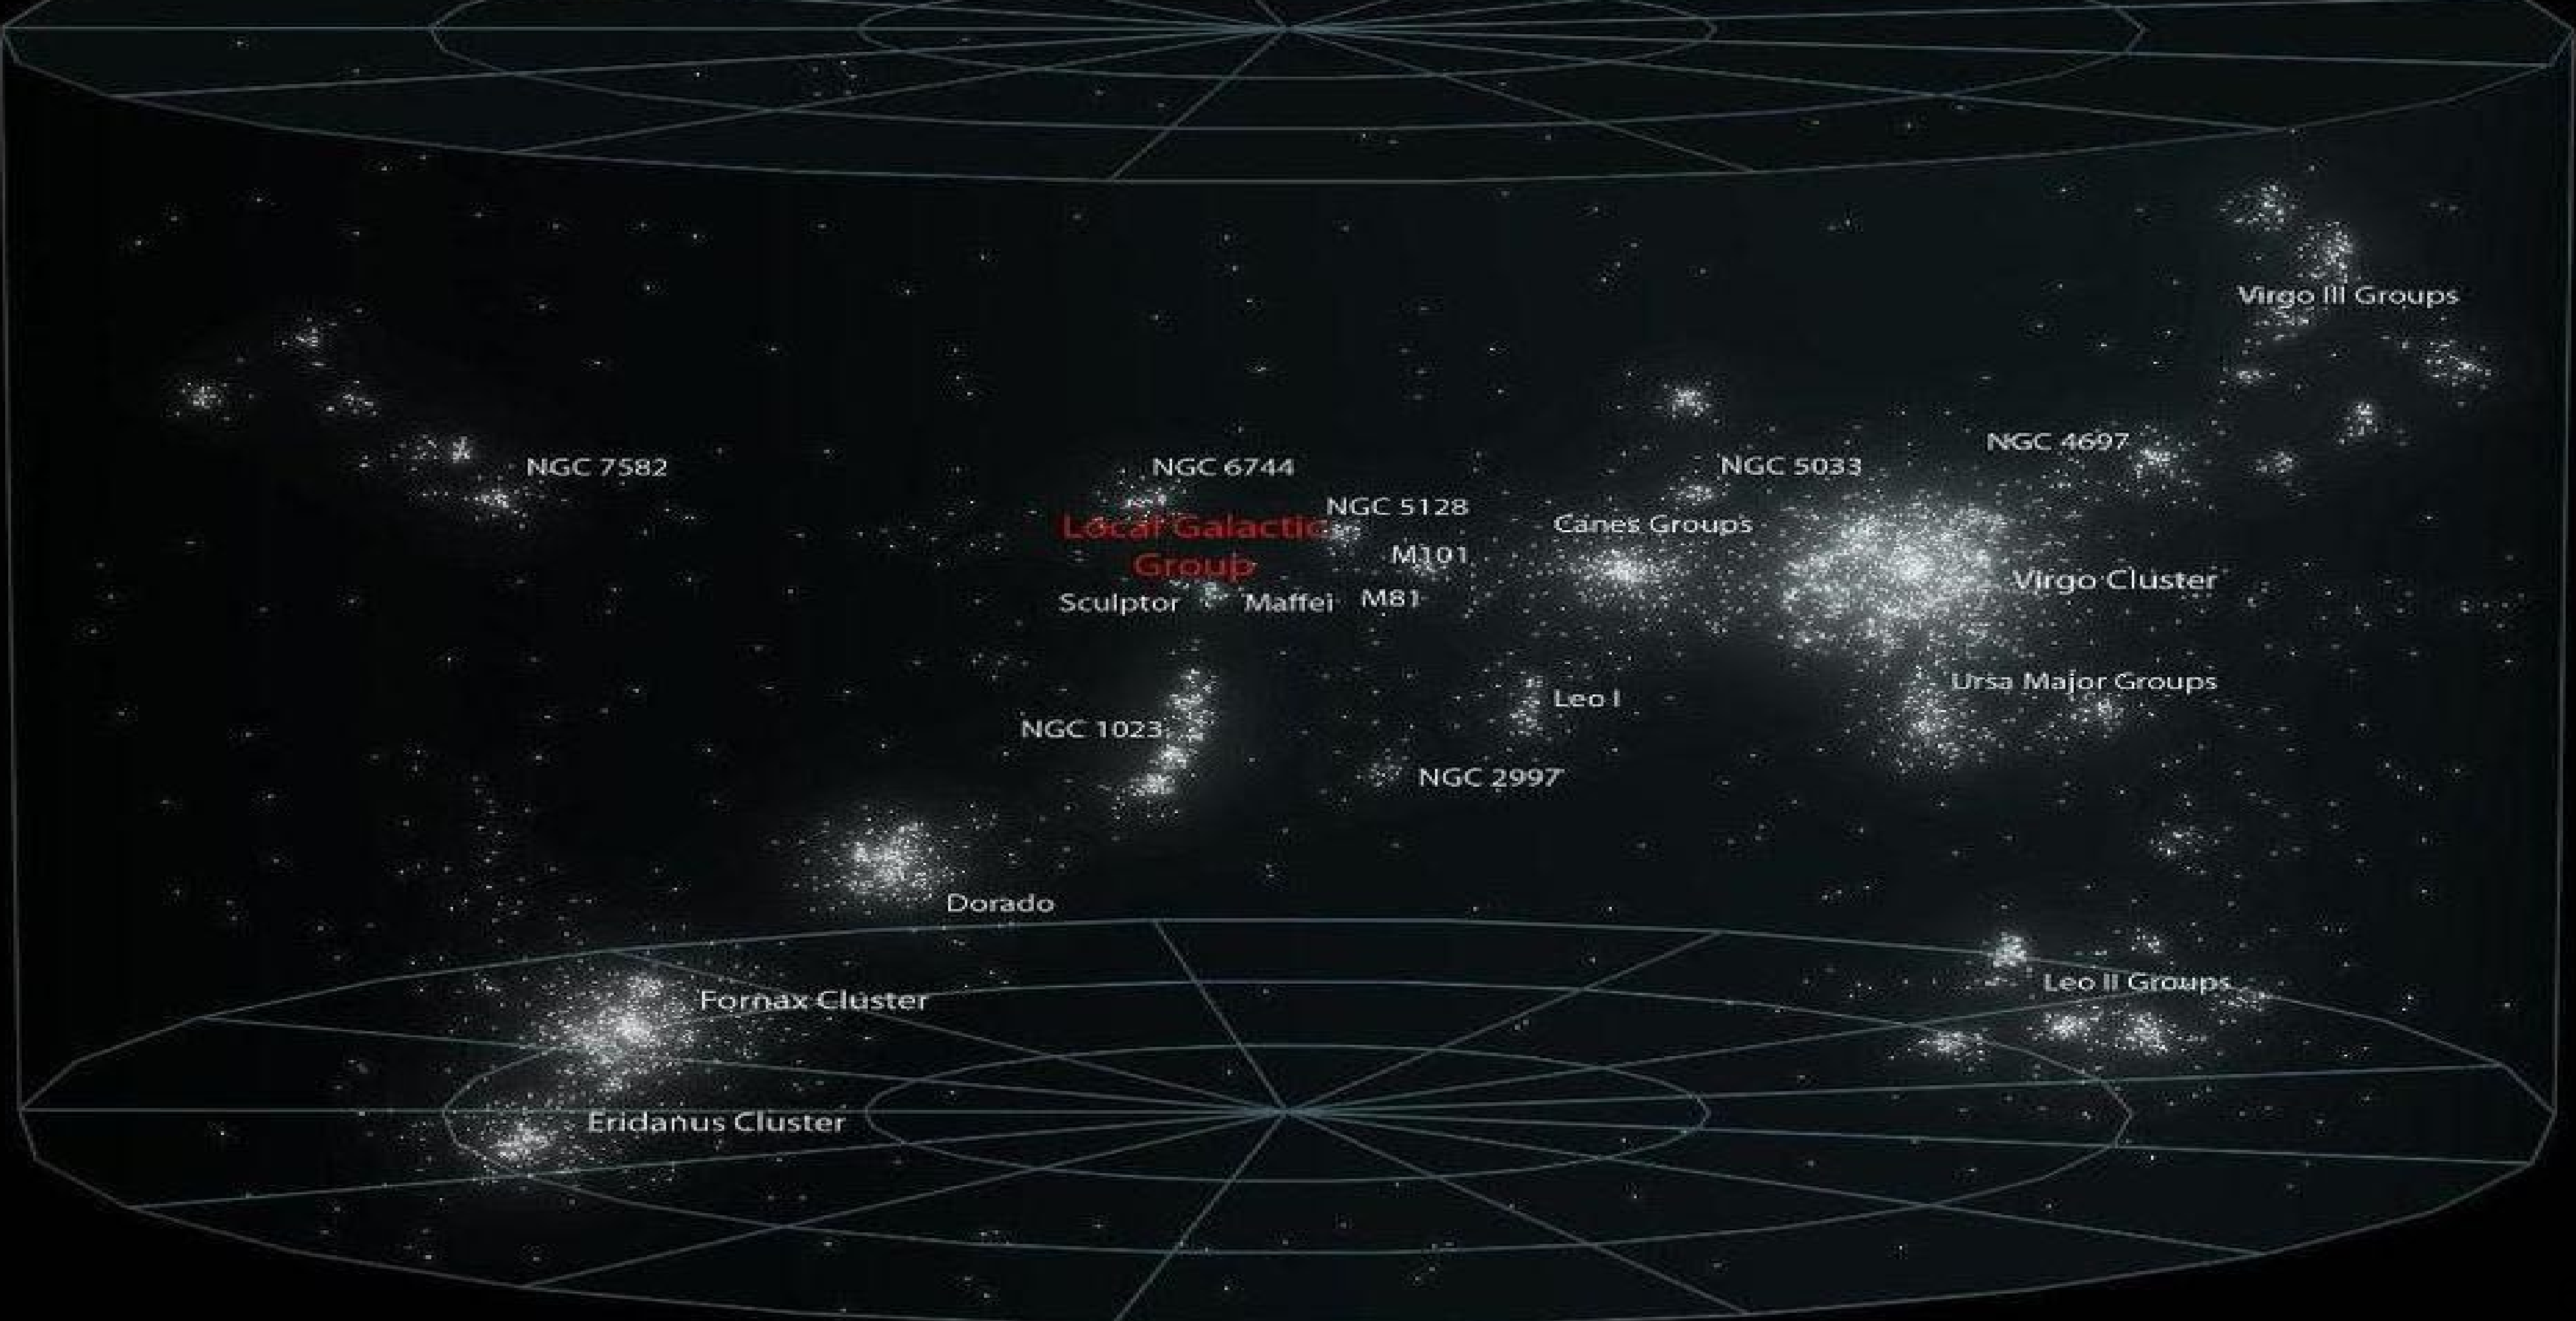 Virgo III Groups
NGC 4697
NGC 7582
NGC 6744
NGC 5033
NGC 5128
Local Galactic
Group
Canes Groups
M101
Virgo Cluster
Sculptor
Maffei
M81
Ursa Major Groups
Leo I
NGC 1023
NGC 2997
Dorado
Leo II Groups
Fornax Cluster
Eridanus Cluster